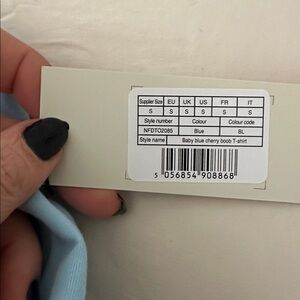 Supplier Size EU UK US FR IT
S S S S S S
Style number Colour Colour code
NFDTO2085 Blue BL
Style name Baby blue cherry boob T-shirt
5 056854 908868